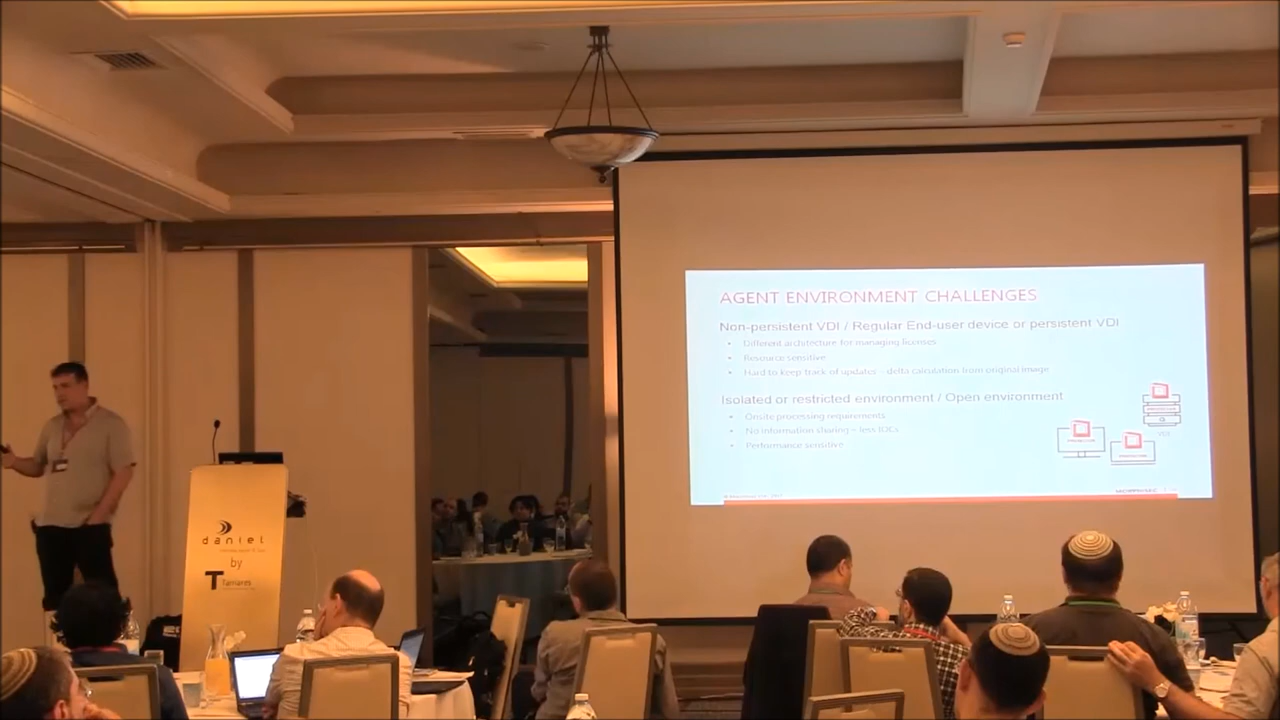 AGENT ENVIRONMENT CHALLENGES
Non-persistent VDI / Regular End-user device or persistent VDI
• Different architecture for managing licenses
• Resource sensitive
• Hard to keep track of updates – delta calculation from original image
Isolated or restricted environment / Open environment
• Onsite processing requirements
• No information sharing = less IOCs
• Performance sensitive
VDI
daniel
by
T Tamares